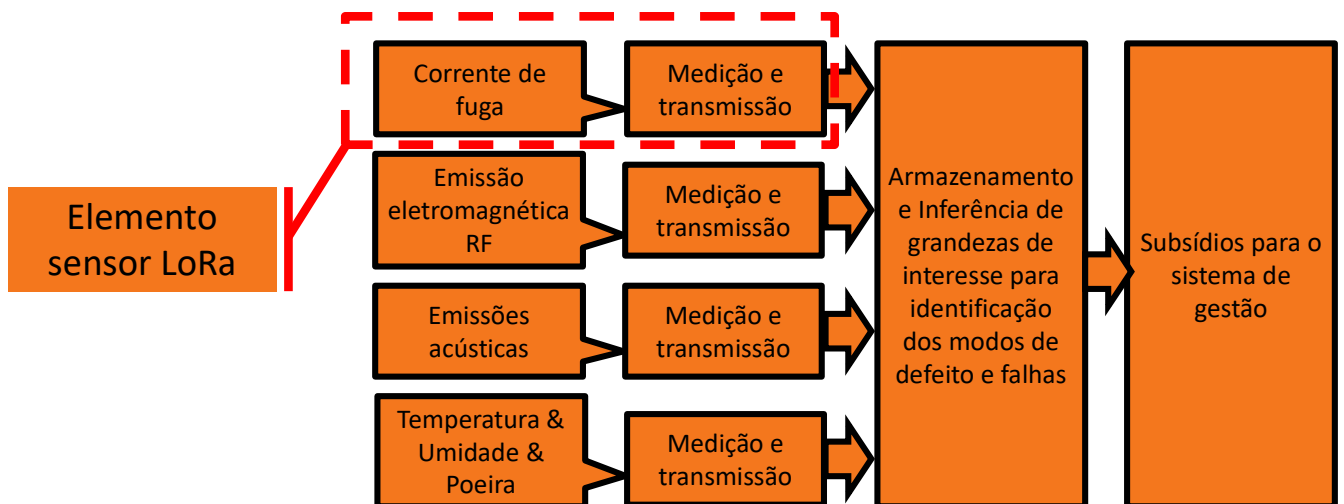 Corrente de
fuga
Medição e
transmissão
Elemento
sensor LoRa
Emissão
eletromagnética
RF
Medição e
transmissão
Emissões
acústicas
Medição e
transmissão
Temperatura &
Umidade &
Poeira
Medição e
transmissão
Armazenamento
e Inferência de
grandezas de
interesse para
identificação
dos modos de
defeito e falhas
Subsídios para o
sistema de
gestão